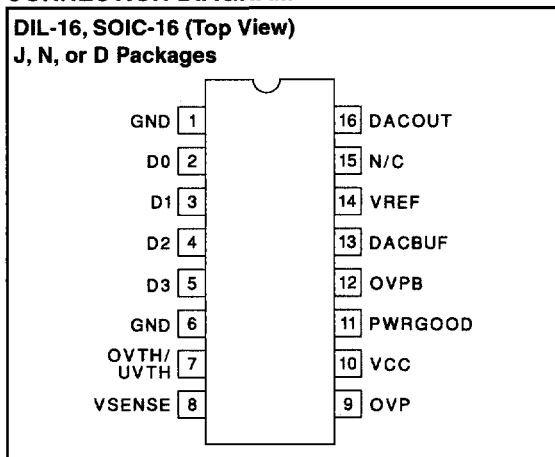 DIL-16, SOIC-16 (Top View)
J, N, or D Packages
GND 1
16 DACOUT
D0 2
15 N/C
D1 3
14 VREF
D2 4
13 DACBUF
D3 5
12 OVPB
GND 6
11 PWRGOOD
OVTH/
UVTH 7
10 VCC
VSENSE 8
9 OVP